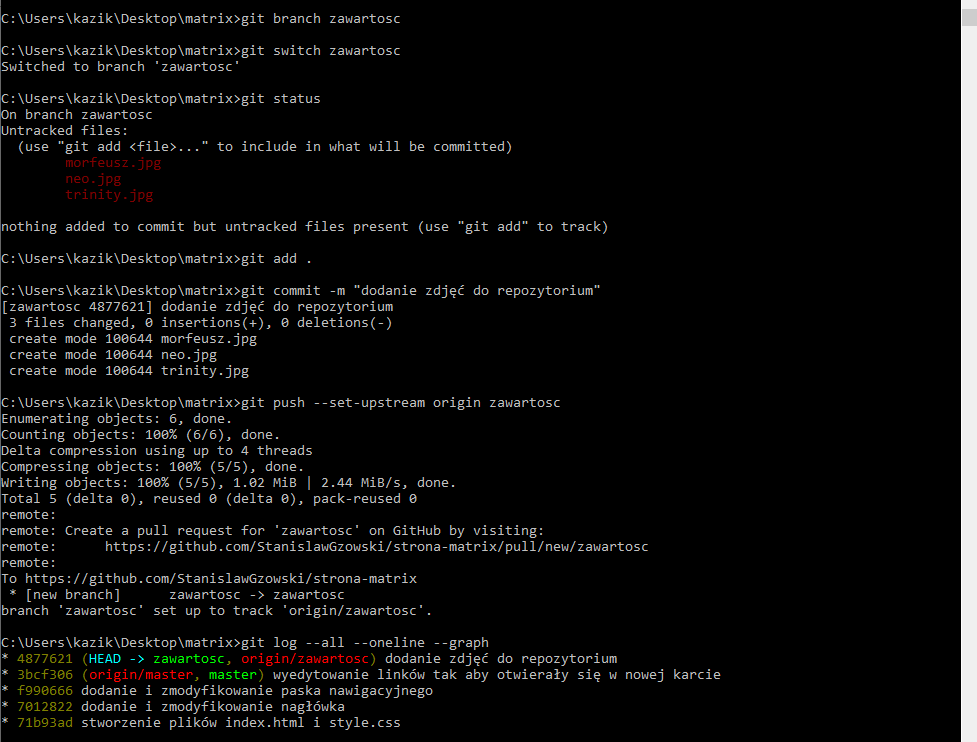 C:\Users\kazik\Desktop\matrix>git branch zawartosc
C:\Users\kazik\Desktop\matrix>git switch zawartosc
Switched to branch 'zawartosc'
C:\Users\kazik\Desktop\matrix>git status
On branch zawartosc
Untracked files:
  (use "git add <file>..." to include in what will be committed)
        morfeusz.jpg
        neo.jpg
        trinity.jpg
nothing added to commit but untracked files present (use "git add" to track)
C:\Users\kazik\Desktop\matrix>git add .
C:\Users\kazik\Desktop\matrix>git commit -m "dodanie zdjęć do repozytorium"
[zawartosc 4877621] dodanie zdjęć do repozytorium
 3 files changed, 0 insertions(+), 0 deletions(-)
 create mode 100644 morfeusz.jpg
 create mode 100644 neo.jpg
 create mode 100644 trinity.jpg
C:\Users\kazik\Desktop\matrix>git push --set-upstream origin zawartosc
Enumerating objects: 6, done.
Counting objects: 100% (6/6), done.
Delta compression using up to 4 threads
Compressing objects: 100% (5/5), done.
Writing objects: 100% (5/5), 1.02 MiB | 2.44 MiB/s, done.
Total 5 (delta 0), reused 0 (delta 0), pack-reused 0
remote:
remote: Create a pull request for 'zawartosc' on GitHub by visiting:
remote:      https://github.com/StanislawGzowski/strona-matrix/pull/new/zawartosc
remote:
To https://github.com/StanislawGzowski/strona-matrix
 * [new branch]      zawartosc -> zawartosc
branch 'zawartosc' set up to track 'origin/zawartosc'.
C:\Users\kazik\Desktop\matrix>git log --all --oneline --graph
* 4877621 (HEAD -> zawartosc, origin/zawartosc) dodanie zdjęć do repozytorium
* 3bcf306 (origin/master, master) wyedytowanie linków tak aby otwierały się w nowej karcie
* f990666 dodanie i zmodyfikowanie paska nawigacyjnego
* 7012822 dodanie i zmodyfikowanie nagłówka
* 71b93ad stworzenie plików index.html i style.css